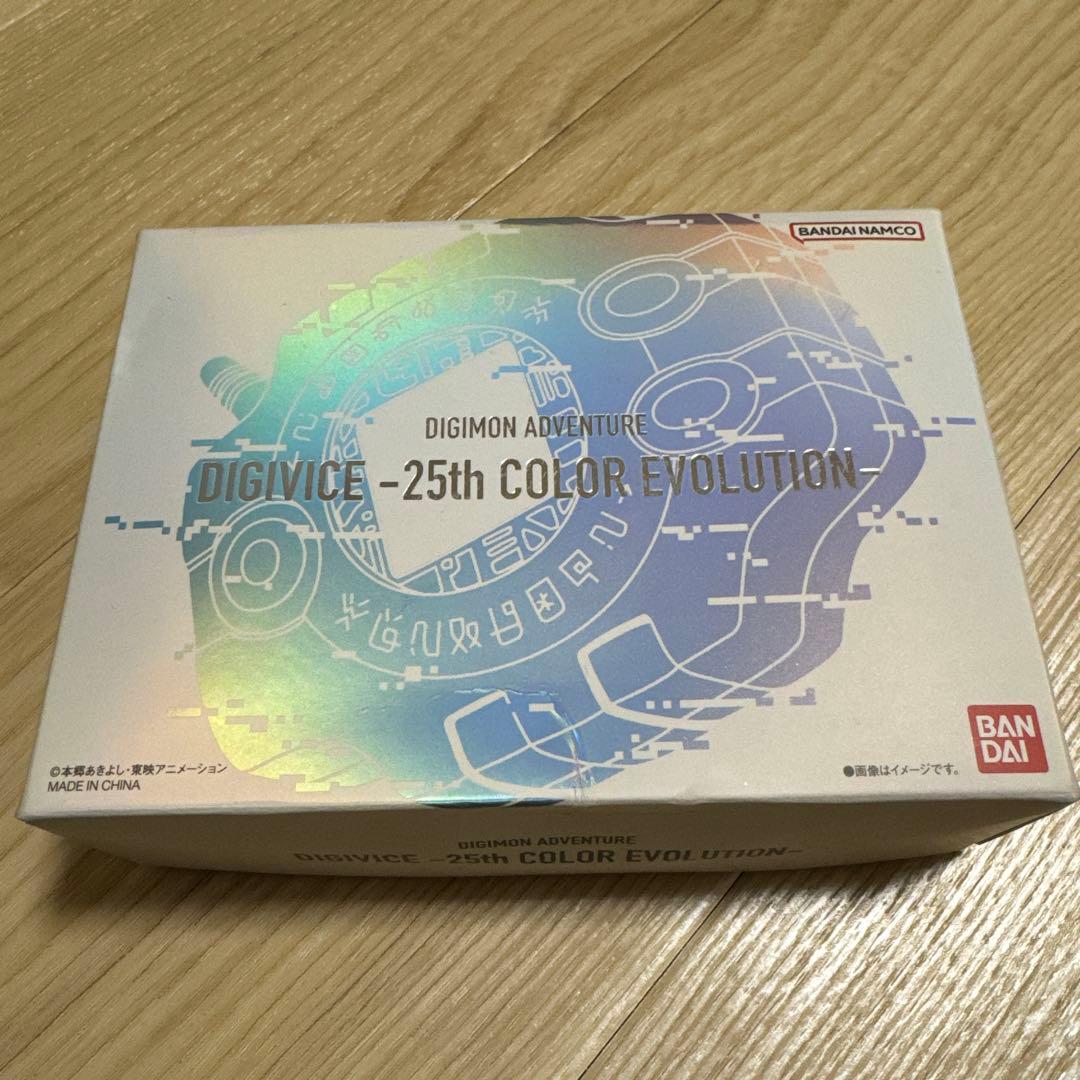 BANDAI NAMCO
DIGIMON ADVENTURE
DIGIVICE -25th COLOR EVOLUTION-
BAN
DAI
©本郷あきよし・東映アニメーション
MADE IN CHINA
●画像はイメージです。
DIGIMON ADVENTURE
DIGIVICE -25th COLOR EVOLUTION-